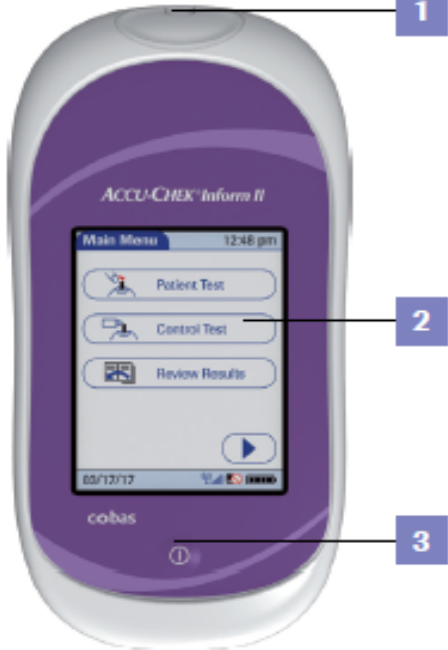 1
ACCU-CHEK® Inform II
Main Menu 12:48 pm
Patient Test
Control Test
2
Review Results
03/17/17
cobas
3